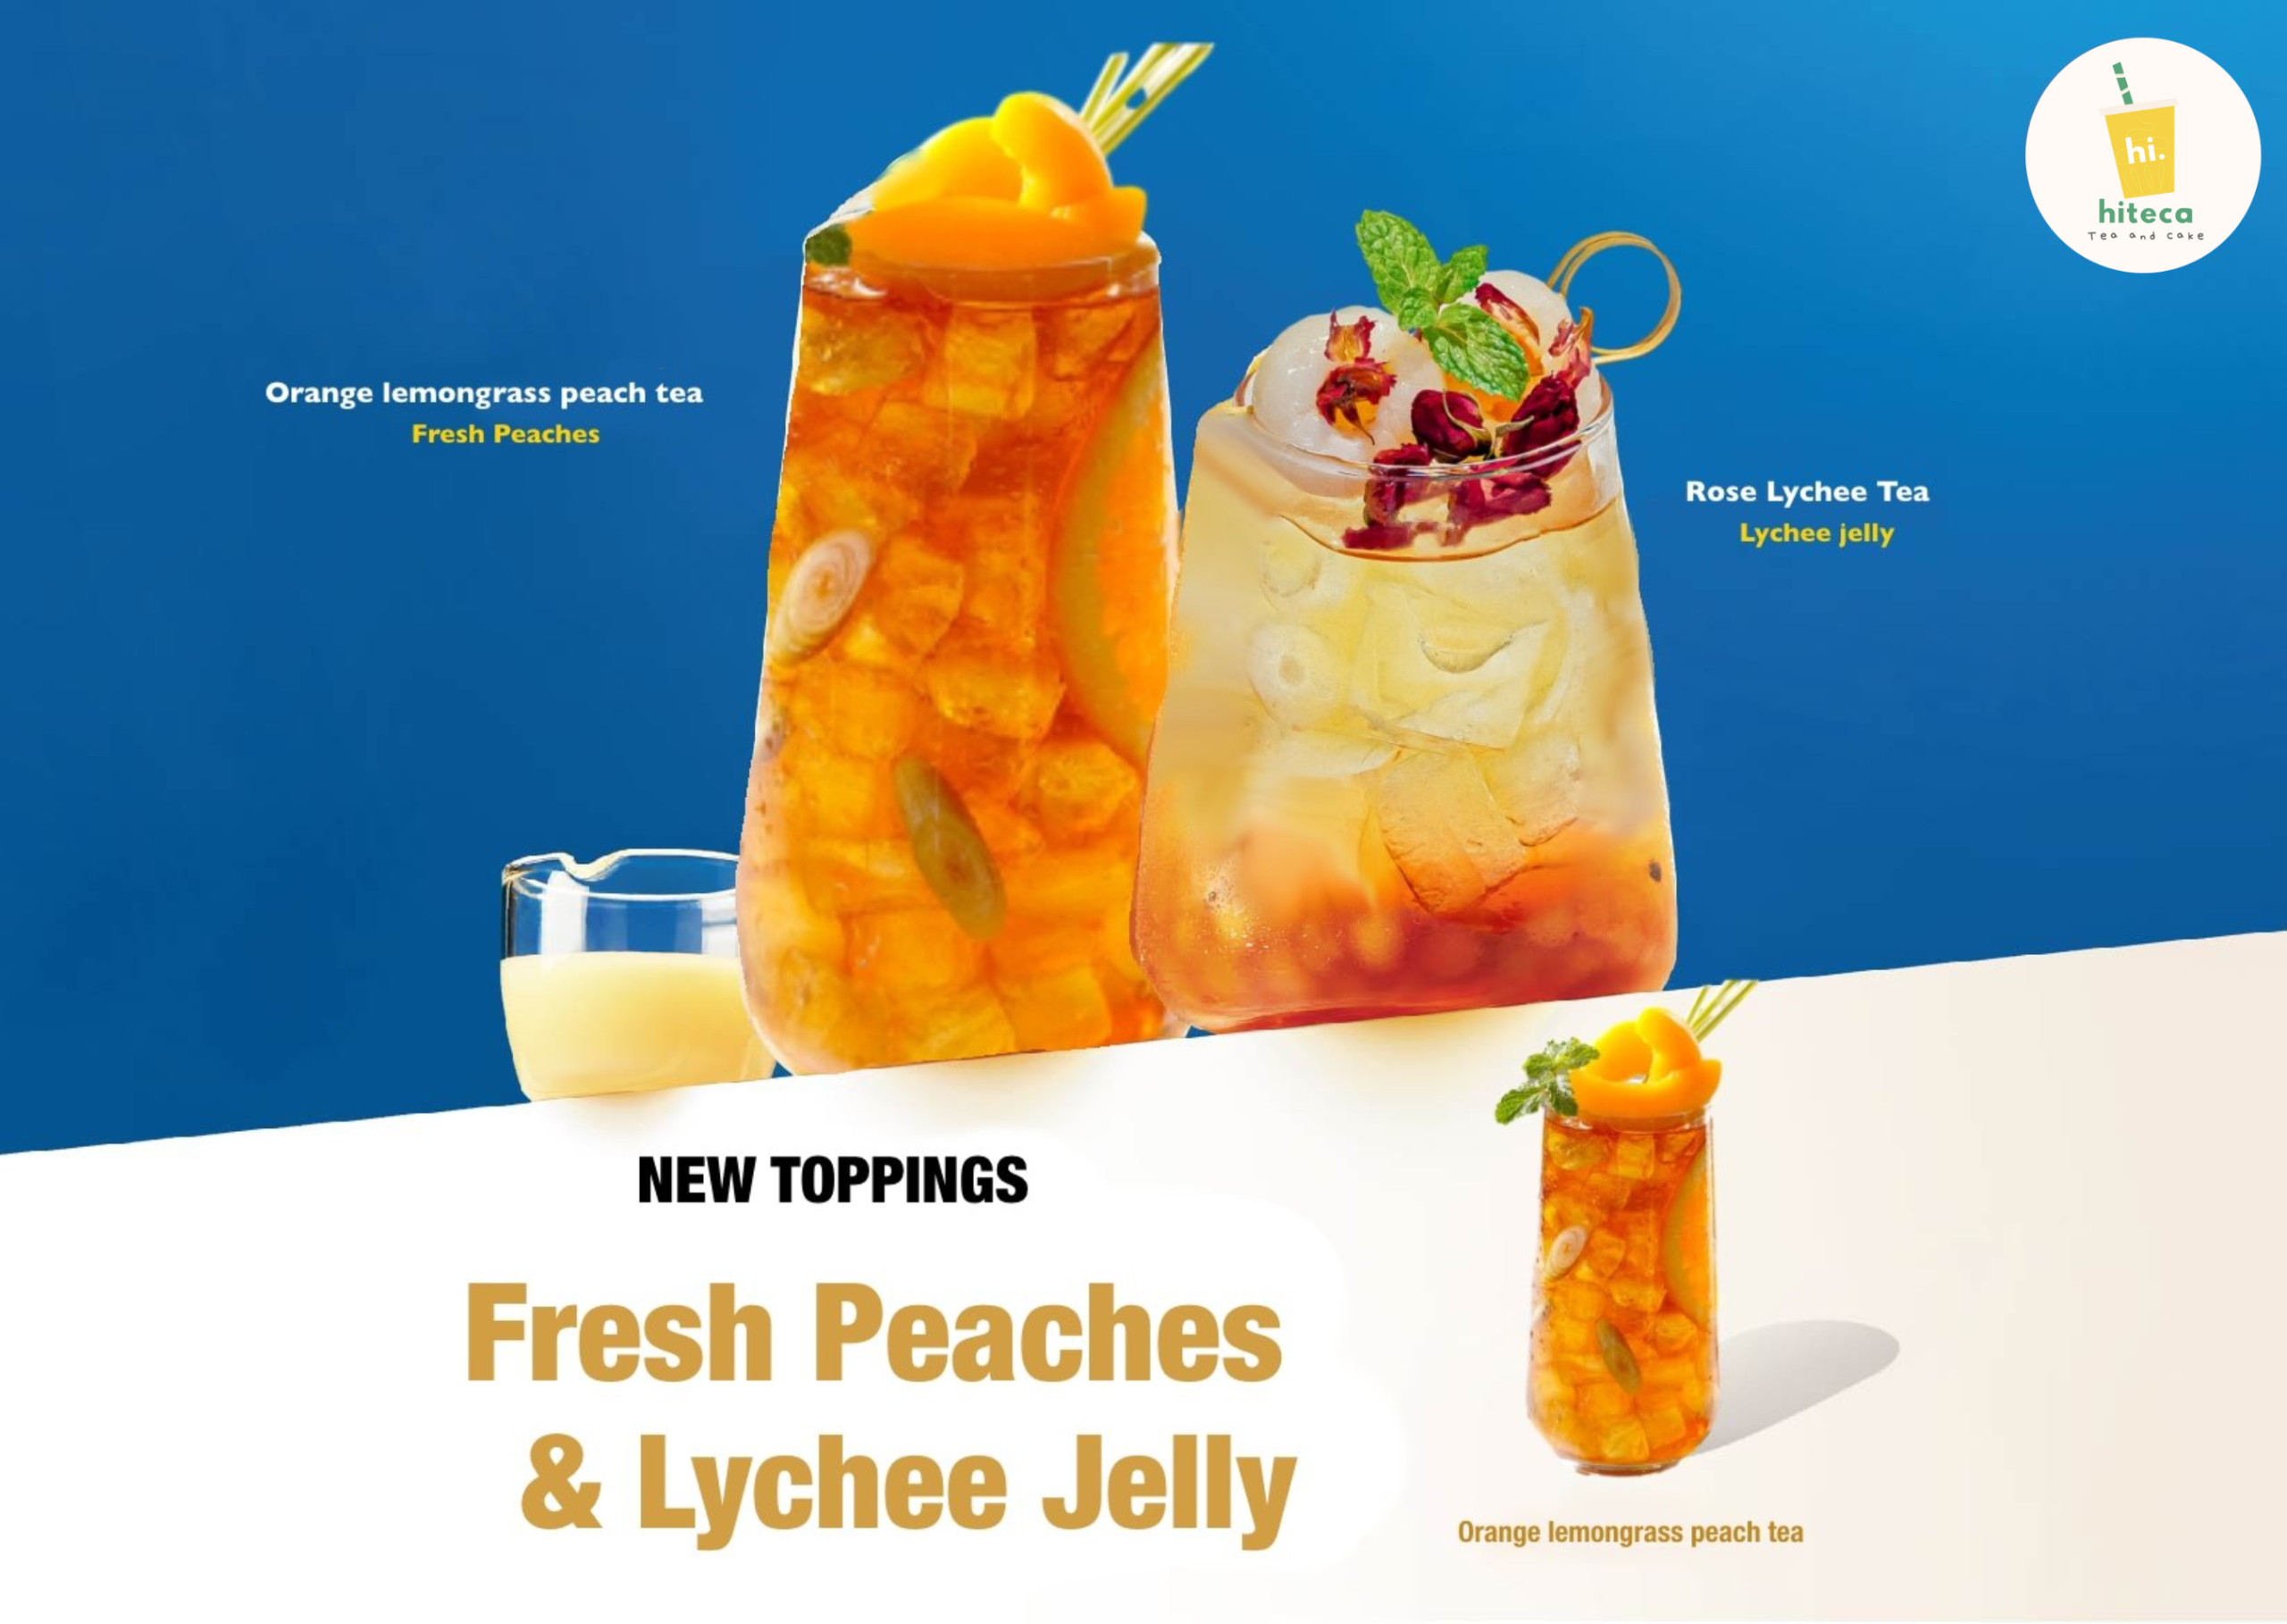 hi.
hiteca
Tea and cake
Orange lemongrass peach tea
Fresh Peaches
Rose Lychee Tea
Lychee jelly
NEW TOPPINGS
Fresh Peaches
& Lychee Jelly
Orange lemongrass peach tea